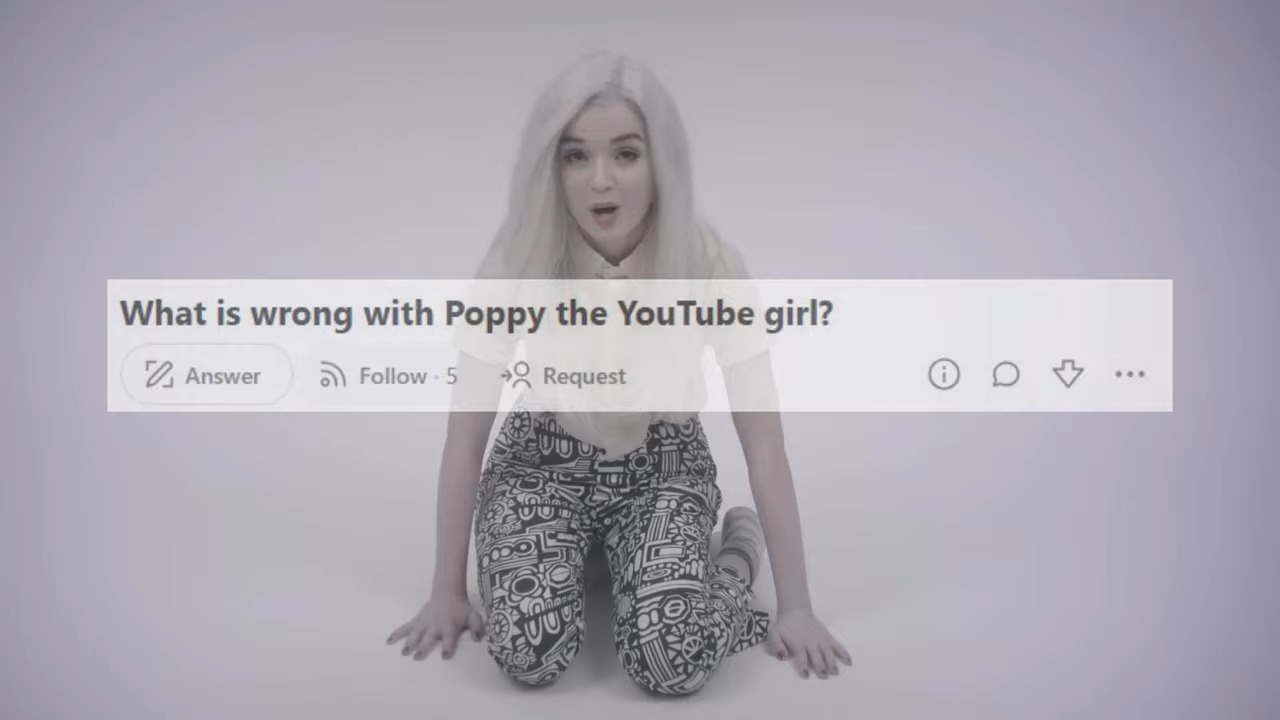 What is wrong with Poppy the YouTube girl?
Answer Follow · 5 Request